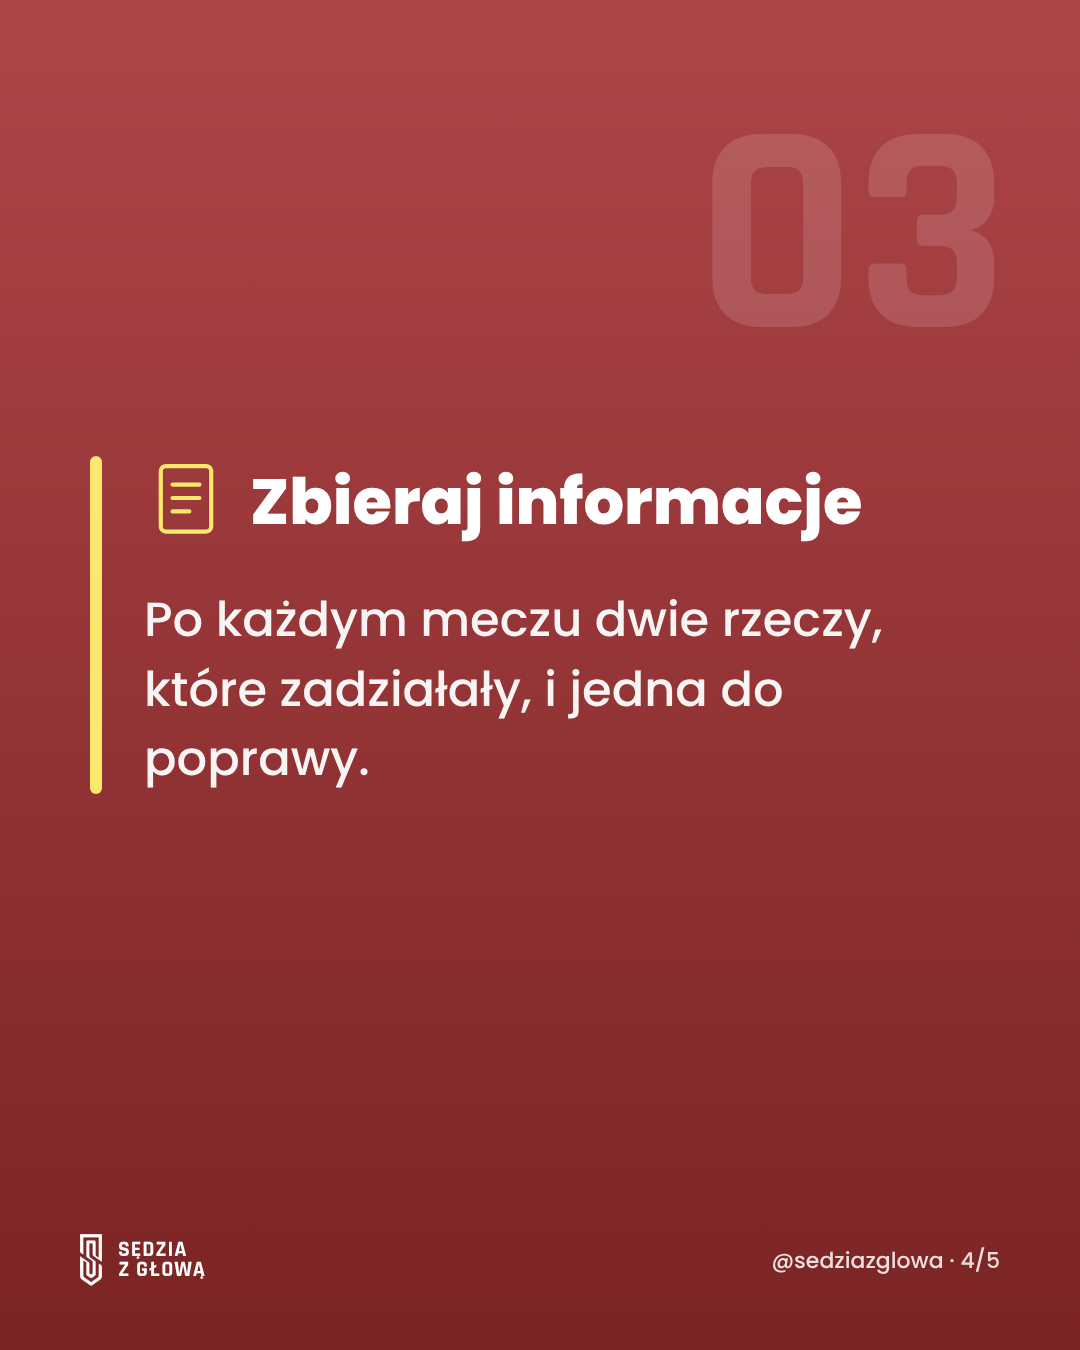 03
Zbieraj informacje
Po każdym meczu dwie rzeczy,
które zadziałały, i jedna do
poprawy.
SĘDZIA
Z GŁOWĄ
@sedziazglowa · 4/5